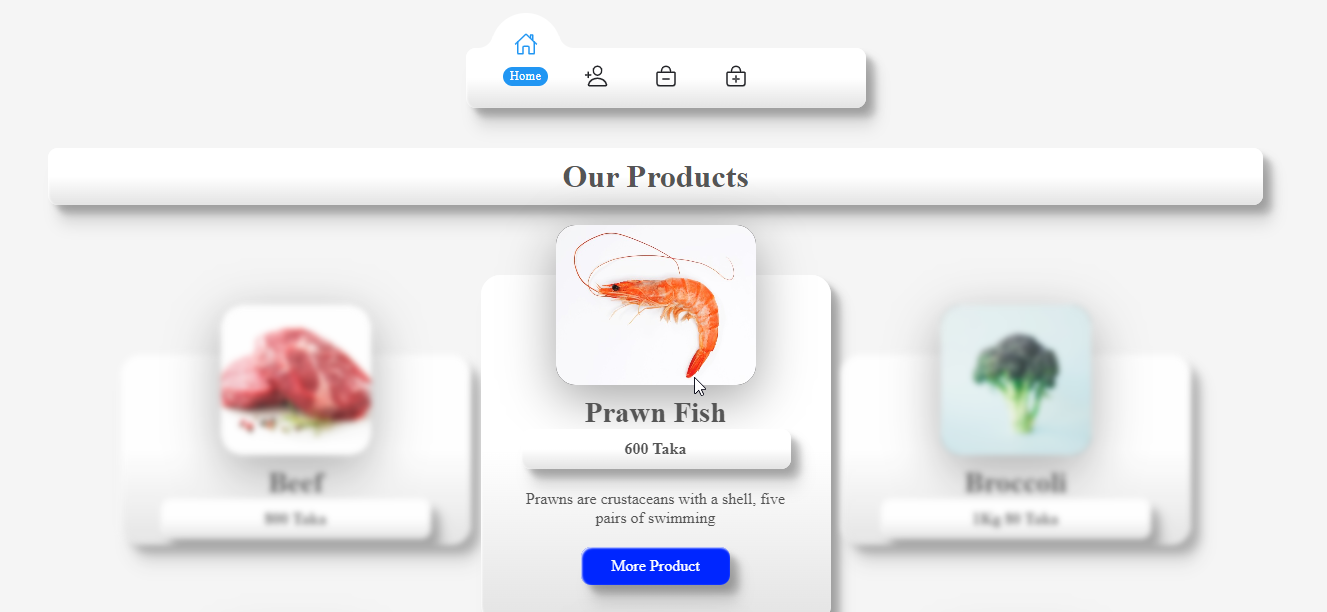 Home
Our Products
Prawn Fish
600 Taka
Prawns are crustaceans with a shell, five
pairs of swimming
More Product
Beef
800 Taka
Broccoli
1Kg 80 Taka